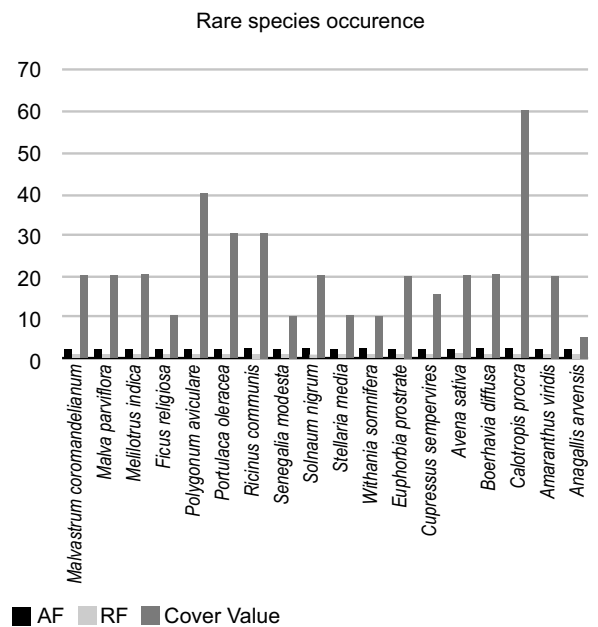 Rare species occurence
70
60
50
40
30
20
10
0
Malvastrum coromandelianum
Malva parviflora
Melilotrus indica
Ficus religiosa
Polygonum aviculare
Portulaca oleracea
Ricinus communis
Senegalia modesta
Solnaum nigrum
Stellaria media
Withania somnifera
Euphorbia prostrate
Cupressus sempervires
Avena sativa
Boerhavia diffusa
Calotropis procra
Amaranthus viridis
Anagallis arvensis
AF RF Cover Value